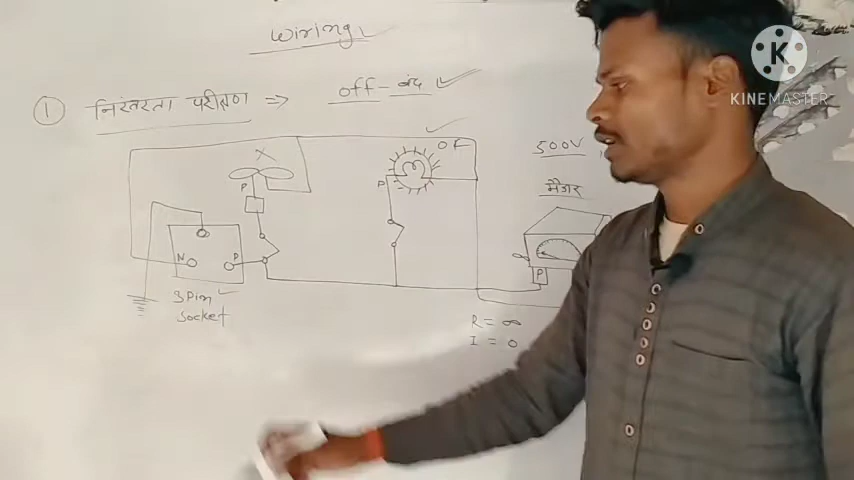 Wiring
K
KINEMASTER
① निरंतरता परीक्षण ⇒ off - बंद ✓
X
P
P
500V
मैगर
N
P
P
3 Pin
Socket
R = ∞
I = 0